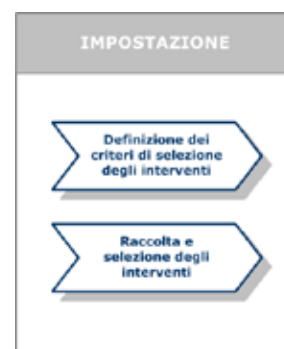 IMPOSTAZIONE
Definizione dei
criteri di selezione
degli interventi
Raccolta e
selezione degli
interventi